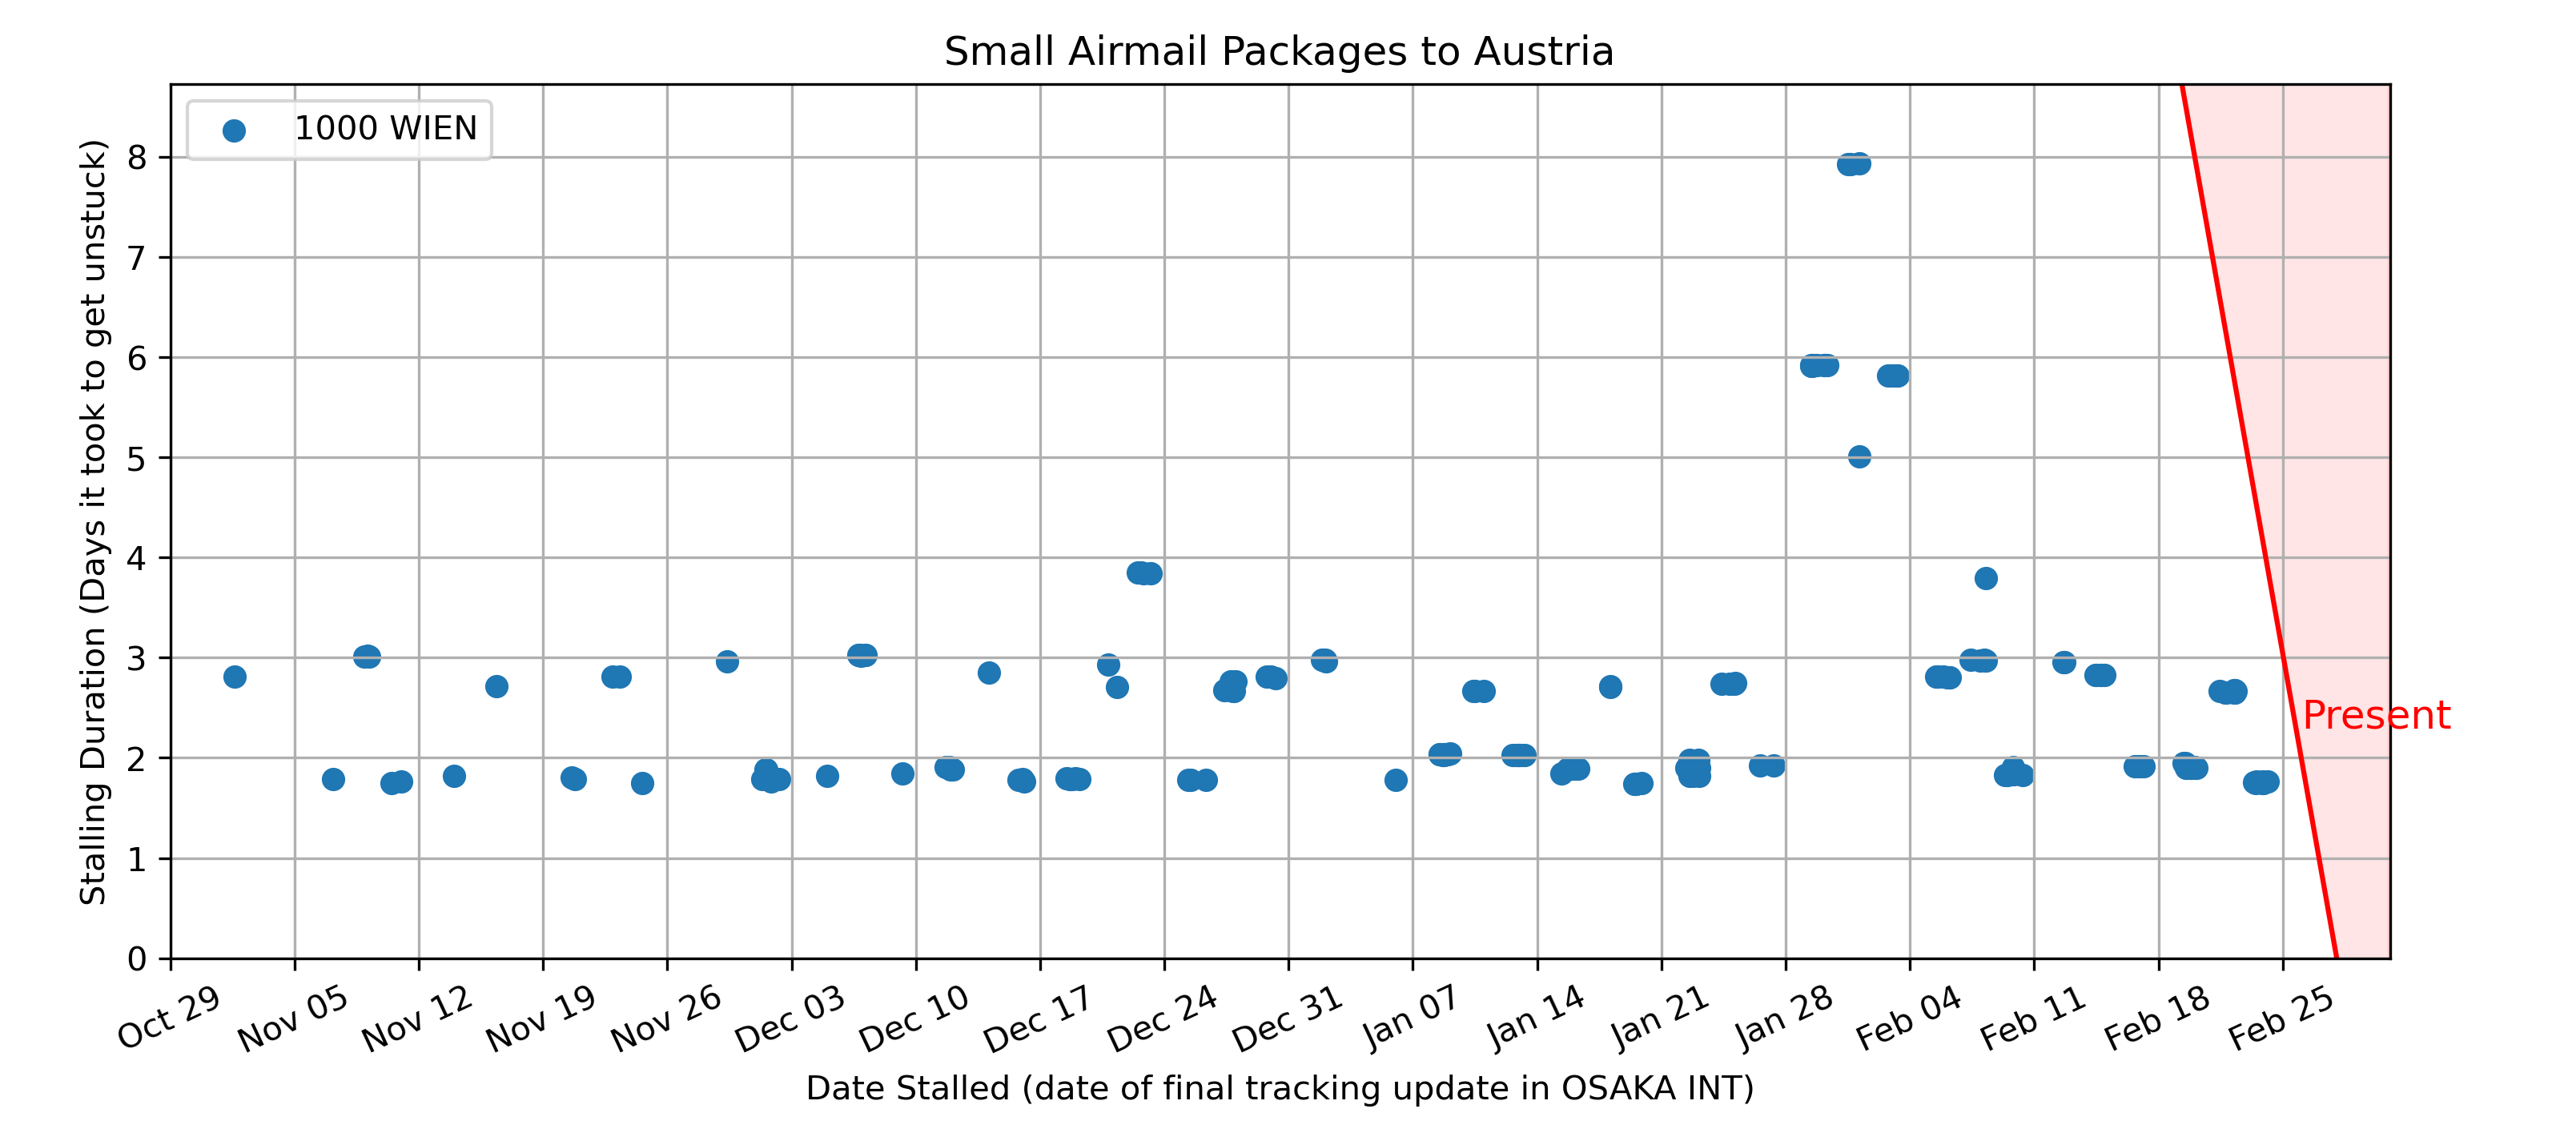 Small Airmail Packages to Austria
1000 WIEN
Stalling Duration (Days it took to get unstuck)
8
7
6
5
4
3
2
1
0
Present
Oct 29
Nov 05
Nov 12
Nov 19
Nov 26
Dec 03
Dec 10
Dec 17
Dec 24
Dec 31
Jan 07
Jan 14
Jan 21
Jan 28
Feb 04
Feb 11
Feb 18
Feb 25
Date Stalled (date of final tracking update in OSAKA INT)